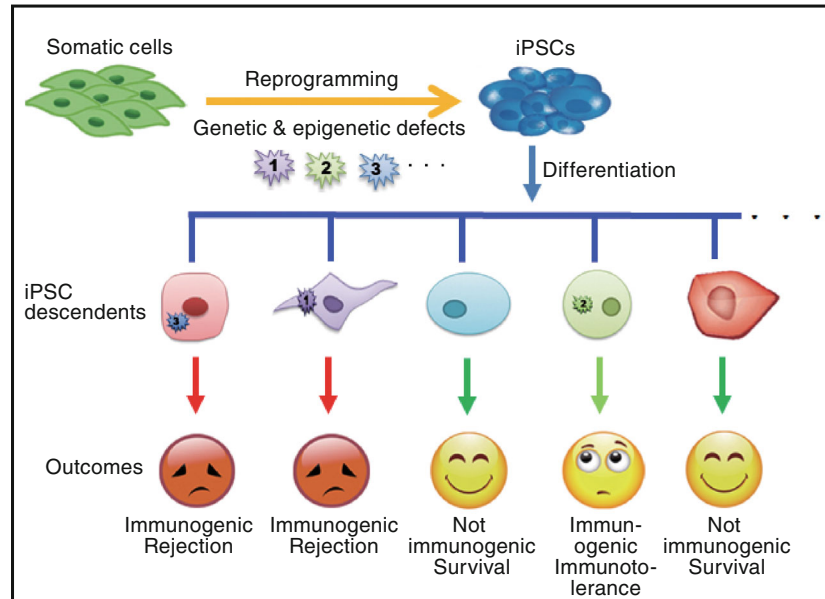 Somatic cells
iPSCs
Reprogramming
Genetic & epigenetic defects
1 2 3 . . .
Differentiation
. . . .
iPSC
descendents
3 1 2
Outcomes
Immunogenic
Rejection
Immunogenic
Rejection
Not
immunogenic
Survival
Immun-
ogenic
Immunoto-
lerance
Not
immunogenic
Survival